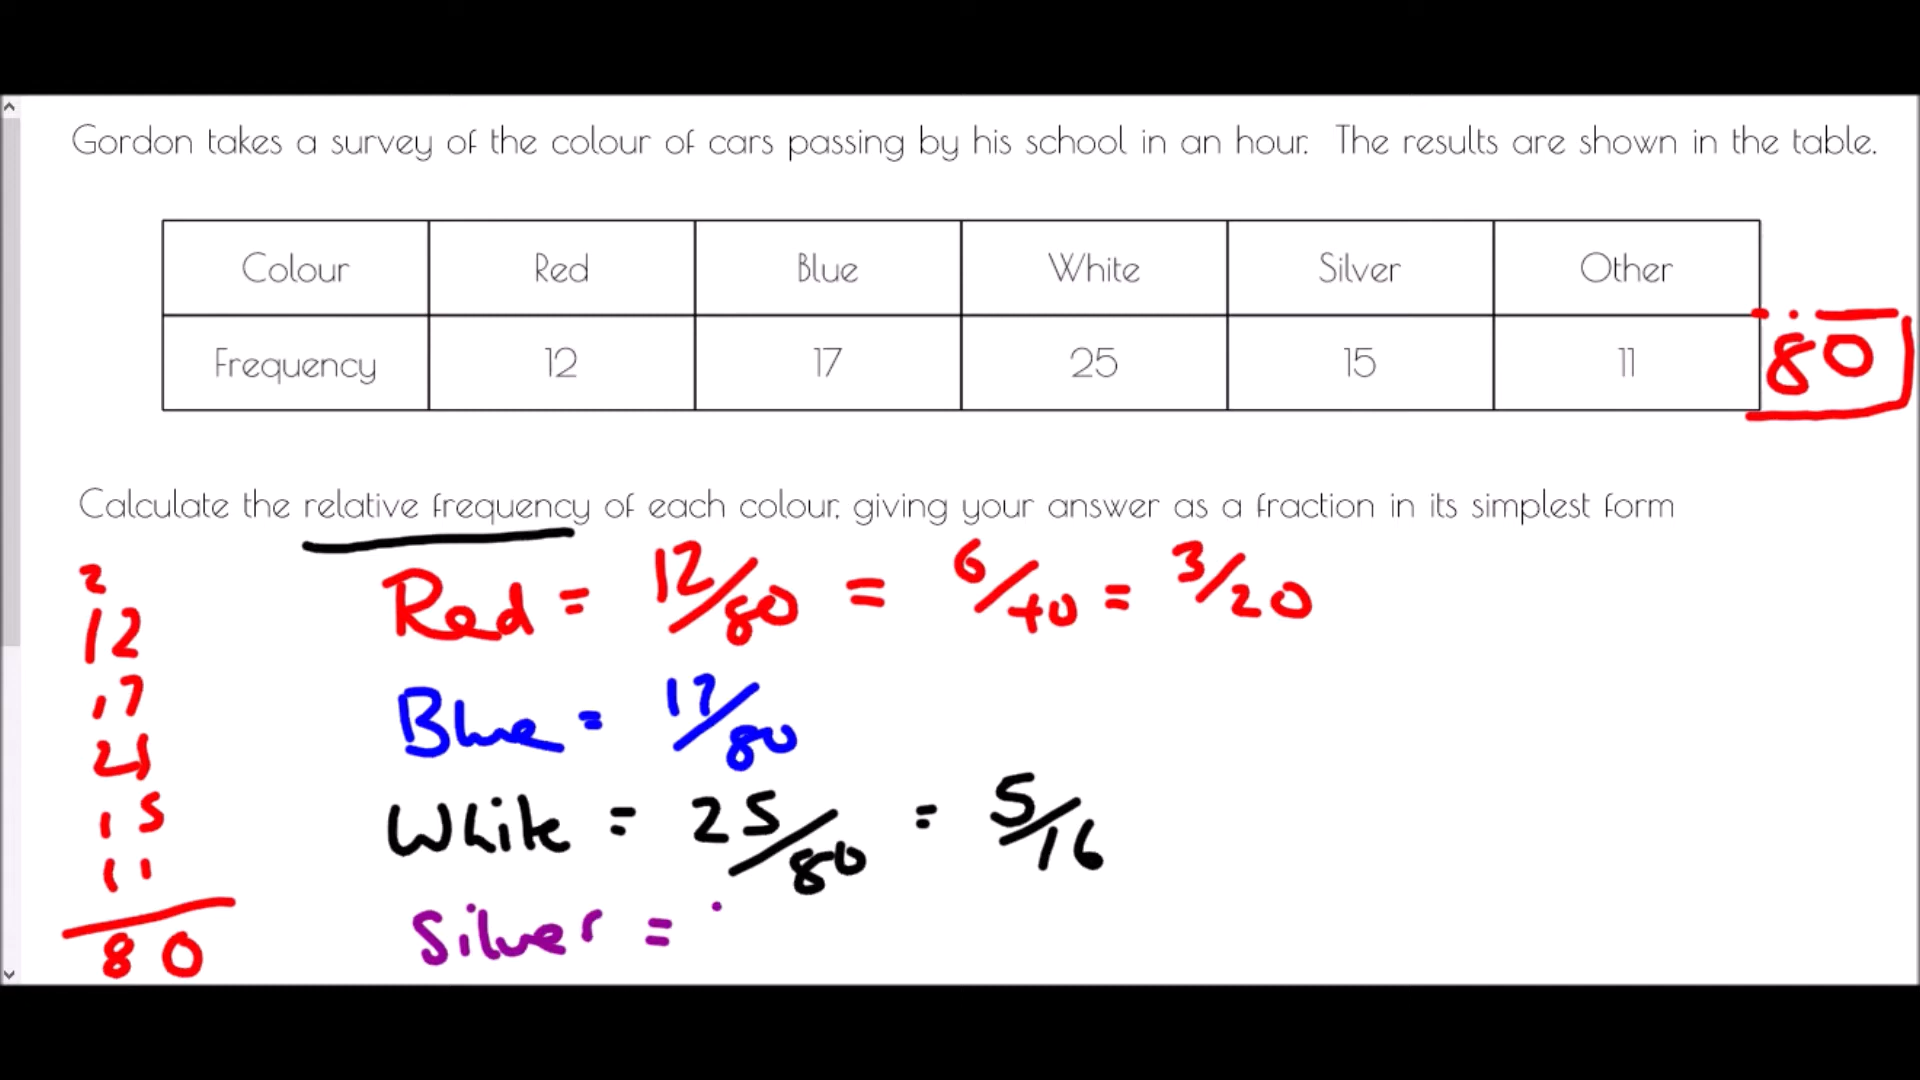 Gordon takes a survey of the colour of cars passing by his school in an hour. The results are shown in the table.
Colour Red Blue White Silver Other
Frequency 12 17 25 15 11 80
Calculate the relative frequency of each colour, giving your answer as a fraction in its simplest form
2
12
17
25
15
11
80
Red = 12/80 = 6/40 = 3/20
Blue = 17/80
White = 25/80 = 5/16
Silver =